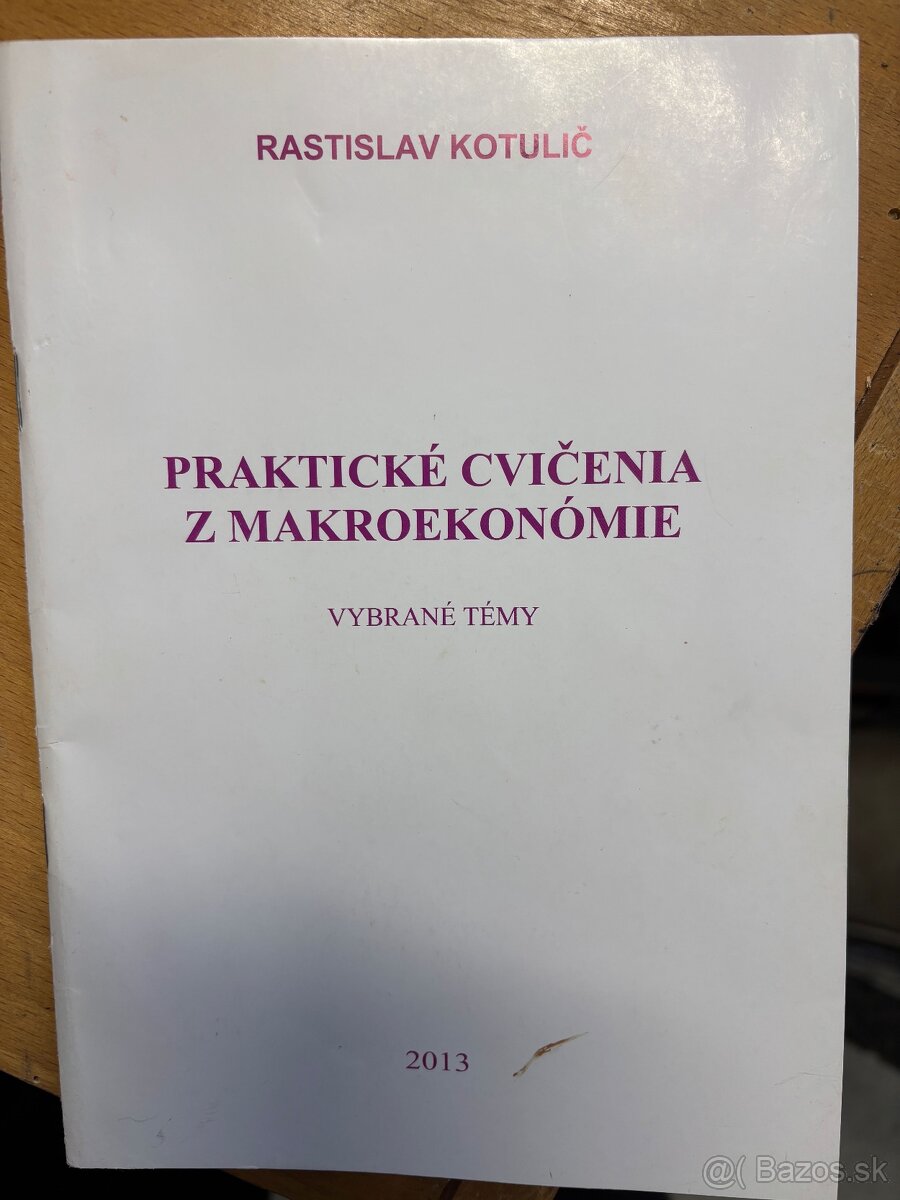 RASTISLAV KOTULIČ
PRAKTICKÉ CVIČENIA
Z MAKROEKONÓMIE
VYBRANÉ TÉMY
2013
@( Bazos.sk